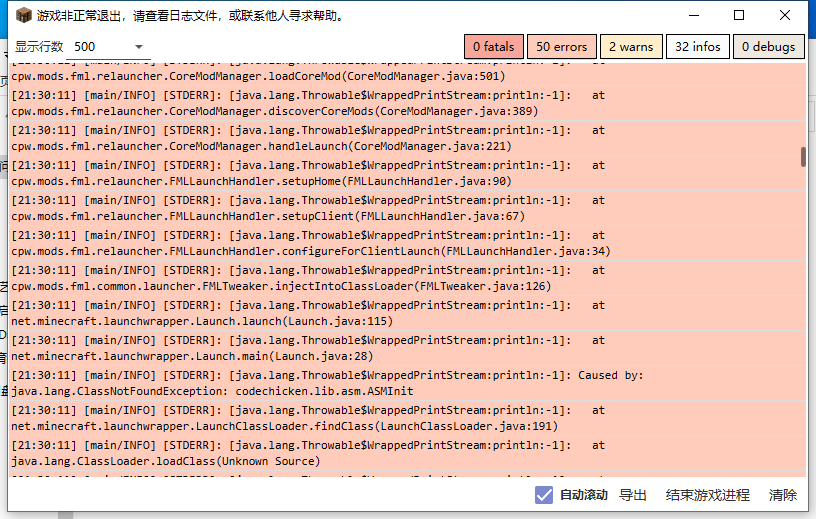 游戏非正常退出，请查看日志文件，或联系他人寻求帮助。
显示行数 500 0 fatals 50 errors 2 warns 32 infos 0 debugs
[21:30:11] [main/INFO] [STDERR]: [java.lang.Throwable$WrappedPrintStream:println:-1]: at
cpw.mods.fml.relauncher.CoreModManager.loadCoreMod(CoreModManager.java:501)
[21:30:11] [main/INFO] [STDERR]: [java.lang.Throwable$WrappedPrintStream:println:-1]: at
cpw.mods.fml.relauncher.CoreModManager.discoverCoreMods(CoreModManager.java:389)
[21:30:11] [main/INFO] [STDERR]: [java.lang.Throwable$WrappedPrintStream:println:-1]: at
cpw.mods.fml.relauncher.CoreModManager.handleLaunch(CoreModManager.java:221)
[21:30:11] [main/INFO] [STDERR]: [java.lang.Throwable$WrappedPrintStream:println:-1]: at
cpw.mods.fml.relauncher.FMLLaunchHandler.setupHome(FMLLaunchHandler.java:90)
[21:30:11] [main/INFO] [STDERR]: [java.lang.Throwable$WrappedPrintStream:println:-1]: at
cpw.mods.fml.relauncher.FMLLaunchHandler.setupClient(FMLLaunchHandler.java:67)
[21:30:11] [main/INFO] [STDERR]: [java.lang.Throwable$WrappedPrintStream:println:-1]: at
cpw.mods.fml.relauncher.FMLLaunchHandler.configureForClientLaunch(FMLLaunchHandler.java:34)
[21:30:11] [main/INFO] [STDERR]: [java.lang.Throwable$WrappedPrintStream:println:-1]: at
cpw.mods.fml.common.launcher.FMLTweaker.injectIntoClassLoader(FMLTweaker.java:126)
[21:30:11] [main/INFO] [STDERR]: [java.lang.Throwable$WrappedPrintStream:println:-1]: at
net.minecraft.launchwrapper.Launch.launch(Launch.java:115)
[21:30:11] [main/INFO] [STDERR]: [java.lang.Throwable$WrappedPrintStream:println:-1]: at
net.minecraft.launchwrapper.Launch.main(Launch.java:28)
[21:30:11] [main/INFO] [STDERR]: [java.lang.Throwable$WrappedPrintStream:println:-1]: Caused by:
java.lang.ClassNotFoundException: codechicken.lib.asm.ASMInit
[21:30:11] [main/INFO] [STDERR]: [java.lang.Throwable$WrappedPrintStream:println:-1]: at
net.minecraft.launchwrapper.LaunchClassLoader.findClass(LaunchClassLoader.java:191)
[21:30:11] [main/INFO] [STDERR]: [java.lang.Throwable$WrappedPrintStream:println:-1]: at
java.lang.ClassLoader.loadClass(Unknown Source)
自动滚动 导出 结束游戏进程 清除